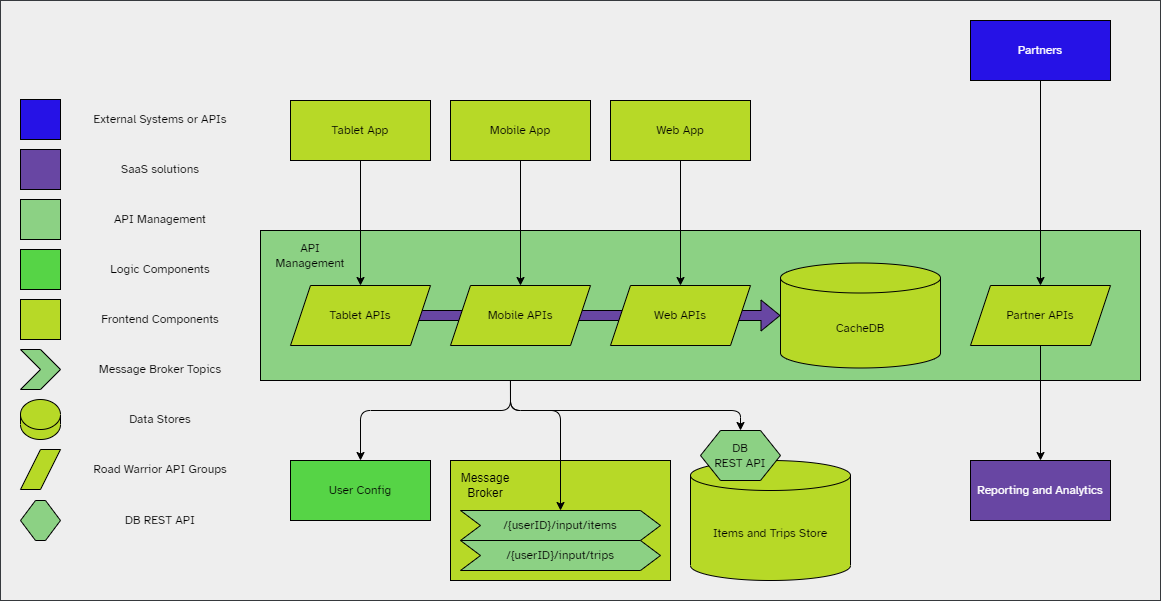 Partners
External Systems or APIs
SaaS solutions
API Management
Logic Components
Frontend Components
Message Broker Topics
Data Stores
Road Warrior API Groups
DB REST API
Tablet App
Mobile App
Web App
API
Management
Tablet APIs
Mobile APIs
Web APIs
CacheDB
Partner APIs
User Config
Message
Broker
/{userID}/input/items
/{userID}/input/trips
DB
REST API
Items and Trips Store
Reporting and Analytics